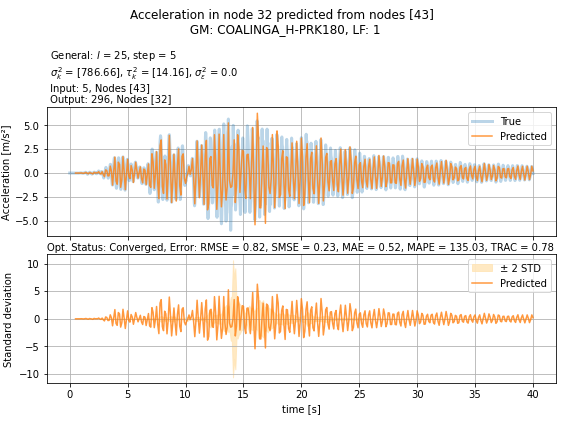 Acceleration in node 32 predicted from nodes [43]
GM: COALINGA_H-PRK180, LF: 1
General: l = 25, step = 5
σ²ₖ = [786.66], τ²ₖ = [14.16], σ²ₑ = 0.0
Input: 5, Nodes [43]
Output: 296, Nodes [32]
Acceleration [m/s²]
5.0
2.5
0.0
−2.5
−5.0
True
Predicted
Opt. Status: Converged, Error: RMSE = 0.82, SMSE = 0.23, MAE = 0.52, MAPE = 135.03, TRAC = 0.78
Standard deviation
10
5
0
−5
−10
± 2 STD
Predicted
0 5 10 15 20 25 30 35 40
time [s]